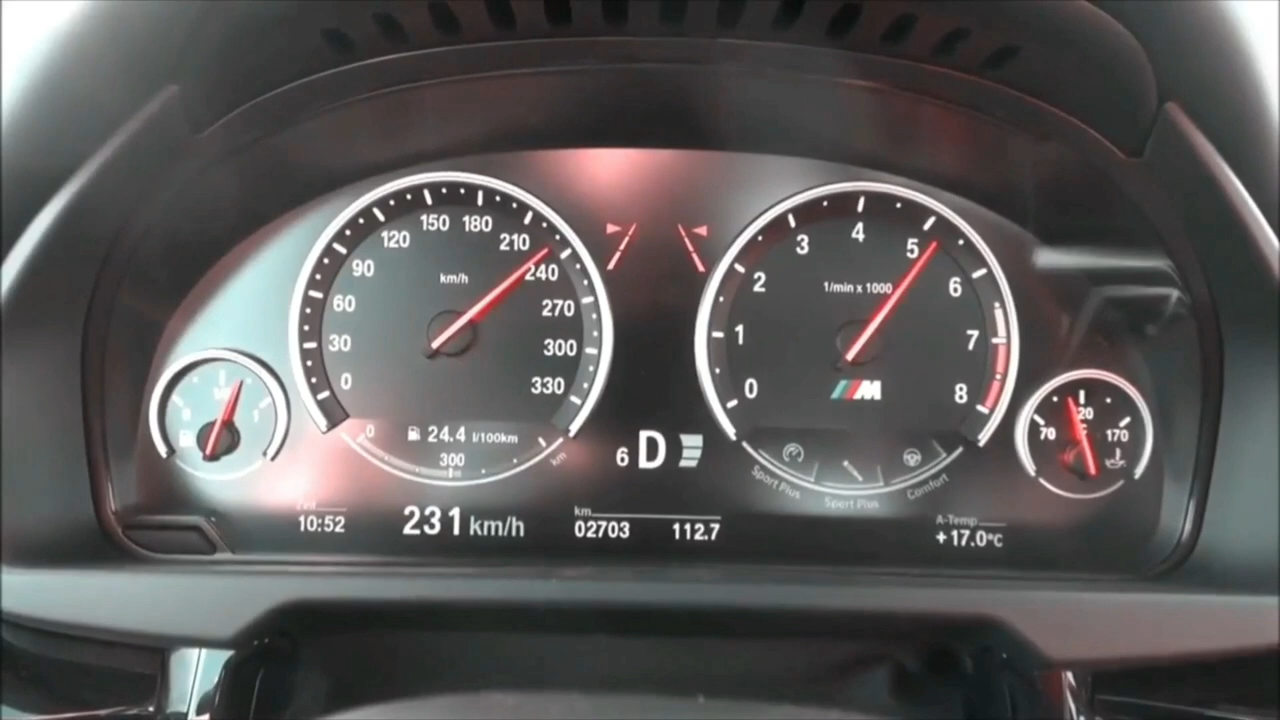 0
30
60
90
120
150
180
210
240
270
300
330
km/h
24.4 l/100km
0
300
km
0
1
2
3
4
5
6
7
8
1/min x 1000
M
Sport Plus
Sport Plus
Comfort
1
70
170
6 D
10:52
231 km/h
km
02703 112.7
A-Temp
+17.0°C